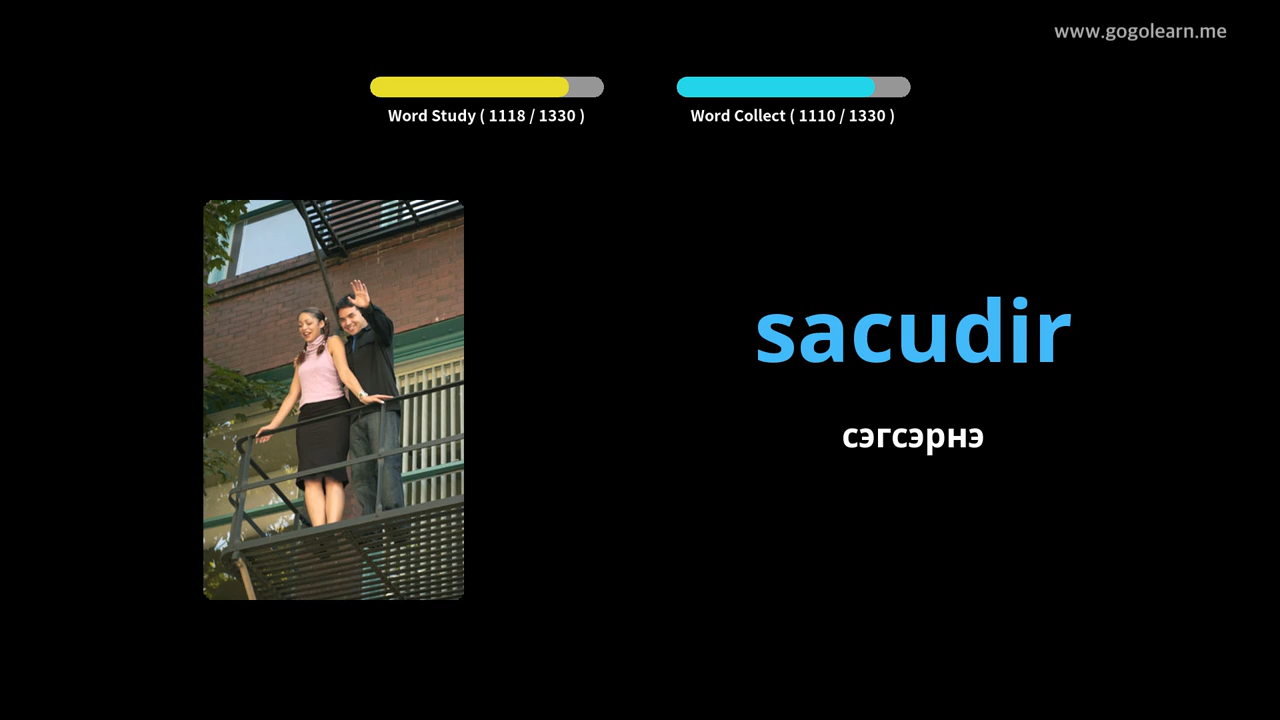 www.gogolearn.me
Word Study ( 1118 / 1330 )
Word Collect ( 1110 / 1330 )
sacudir
сэгсэрнэ